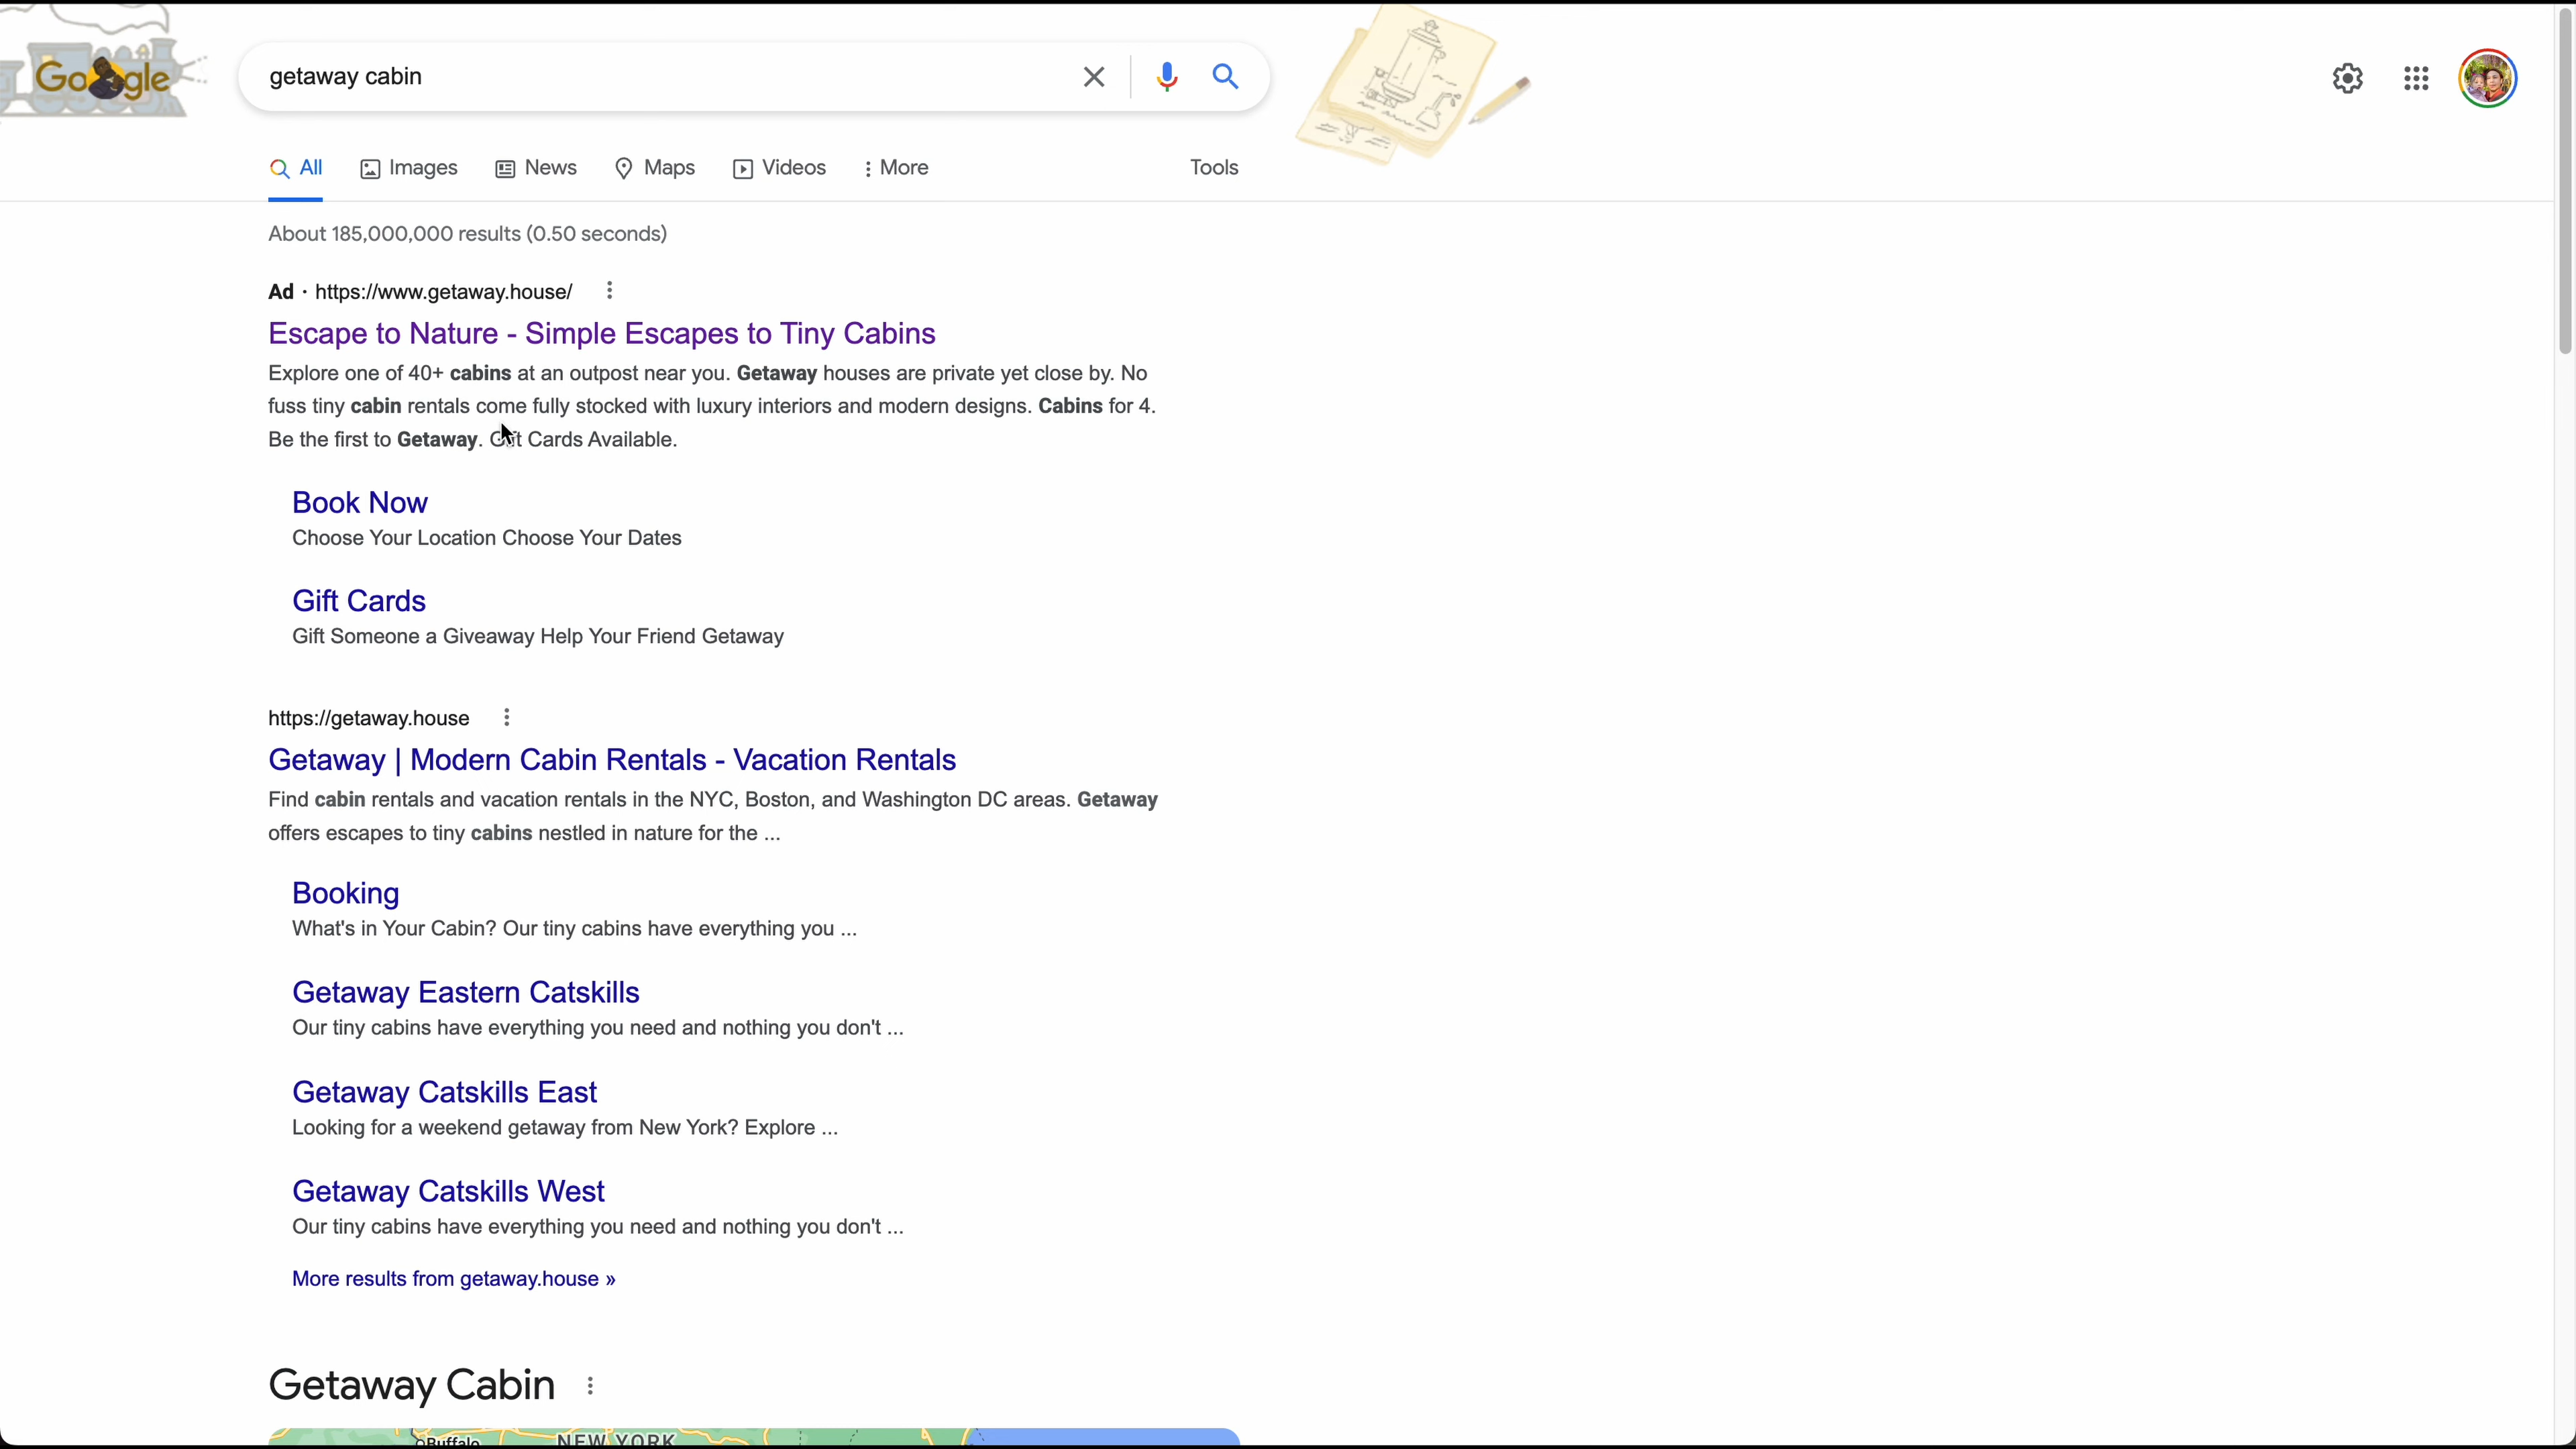 Google
getaway cabin
All Images News Maps Videos More Tools
About 185,000,000 results (0.50 seconds)
Ad · https://www.getaway.house/
Escape to Nature - Simple Escapes to Tiny Cabins
Explore one of 40+ cabins at an outpost near you. Getaway houses are private yet close by. No
fuss tiny cabin rentals come fully stocked with luxury interiors and modern designs. Cabins for 4.
Be the first to Getaway. Gift Cards Available.
Book Now
Choose Your Location Choose Your Dates
Gift Cards
Gift Someone a Giveaway Help Your Friend Getaway
https://getaway.house
Getaway | Modern Cabin Rentals - Vacation Rentals
Find cabin rentals and vacation rentals in the NYC, Boston, and Washington DC areas. Getaway
offers escapes to tiny cabins nestled in nature for the ...
Booking
What's in Your Cabin? Our tiny cabins have everything you ...
Getaway Eastern Catskills
Our tiny cabins have everything you need and nothing you don't ...
Getaway Catskills East
Looking for a weekend getaway from New York? Explore ...
Getaway Catskills West
Our tiny cabins have everything you need and nothing you don't ...
More results from getaway.house »
Getaway Cabin
Buffalo NEW YORK